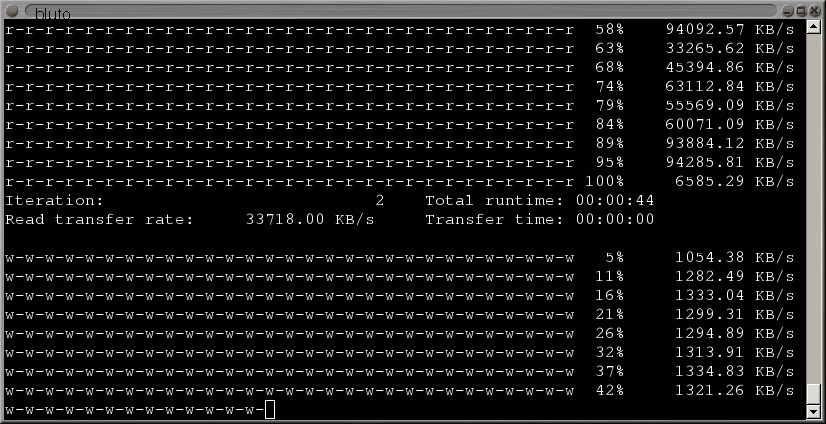 bluto
r-r-r-r-r-r-r-r-r-r-r-r-r-r-r-r-r-r-r-r-r-r-r-r-r-r-r-r-r 58% 94092.57 KB/s
r-r-r-r-r-r-r-r-r-r-r-r-r-r-r-r-r-r-r-r-r-r-r-r-r-r-r-r-r 63% 33265.62 KB/s
r-r-r-r-r-r-r-r-r-r-r-r-r-r-r-r-r-r-r-r-r-r-r-r-r-r-r-r-r 68% 45394.86 KB/s
r-r-r-r-r-r-r-r-r-r-r-r-r-r-r-r-r-r-r-r-r-r-r-r-r-r-r-r-r 74% 63112.84 KB/s
r-r-r-r-r-r-r-r-r-r-r-r-r-r-r-r-r-r-r-r-r-r-r-r-r-r-r-r-r 79% 55569.09 KB/s
r-r-r-r-r-r-r-r-r-r-r-r-r-r-r-r-r-r-r-r-r-r-r-r-r-r-r-r-r 84% 60071.09 KB/s
r-r-r-r-r-r-r-r-r-r-r-r-r-r-r-r-r-r-r-r-r-r-r-r-r-r-r-r-r 89% 93884.12 KB/s
r-r-r-r-r-r-r-r-r-r-r-r-r-r-r-r-r-r-r-r-r-r-r-r-r-r-r-r-r 95% 94285.81 KB/s
r-r-r-r-r-r-r-r-r-r-r-r-r-r-r-r-r-r-r-r-r-r-r-r-r-r-r-r-r 100% 6585.29 KB/s
Iteration: 2 Total runtime: 00:00:44
Read transfer rate: 33718.00 KB/s Transfer time: 00:00:00
w-w-w-w-w-w-w-w-w-w-w-w-w-w-w-w-w-w-w-w-w-w-w-w-w-w-w-w-w 5% 1054.38 KB/s
w-w-w-w-w-w-w-w-w-w-w-w-w-w-w-w-w-w-w-w-w-w-w-w-w-w-w-w-w 11% 1282.49 KB/s
w-w-w-w-w-w-w-w-w-w-w-w-w-w-w-w-w-w-w-w-w-w-w-w-w-w-w-w-w 16% 1333.04 KB/s
w-w-w-w-w-w-w-w-w-w-w-w-w-w-w-w-w-w-w-w-w-w-w-w-w-w-w-w-w 21% 1299.31 KB/s
w-w-w-w-w-w-w-w-w-w-w-w-w-w-w-w-w-w-w-w-w-w-w-w-w-w-w-w-w 26% 1294.89 KB/s
w-w-w-w-w-w-w-w-w-w-w-w-w-w-w-w-w-w-w-w-w-w-w-w-w-w-w-w-w 32% 1313.91 KB/s
w-w-w-w-w-w-w-w-w-w-w-w-w-w-w-w-w-w-w-w-w-w-w-w-w-w-w-w-w 37% 1334.83 KB/s
w-w-w-w-w-w-w-w-w-w-w-w-w-w-w-w-w-w-w-w-w-w-w-w-w-w-w-w-w 42% 1321.26 KB/s
w-w-w-w-w-w-w-w-w-w-w-w-w-